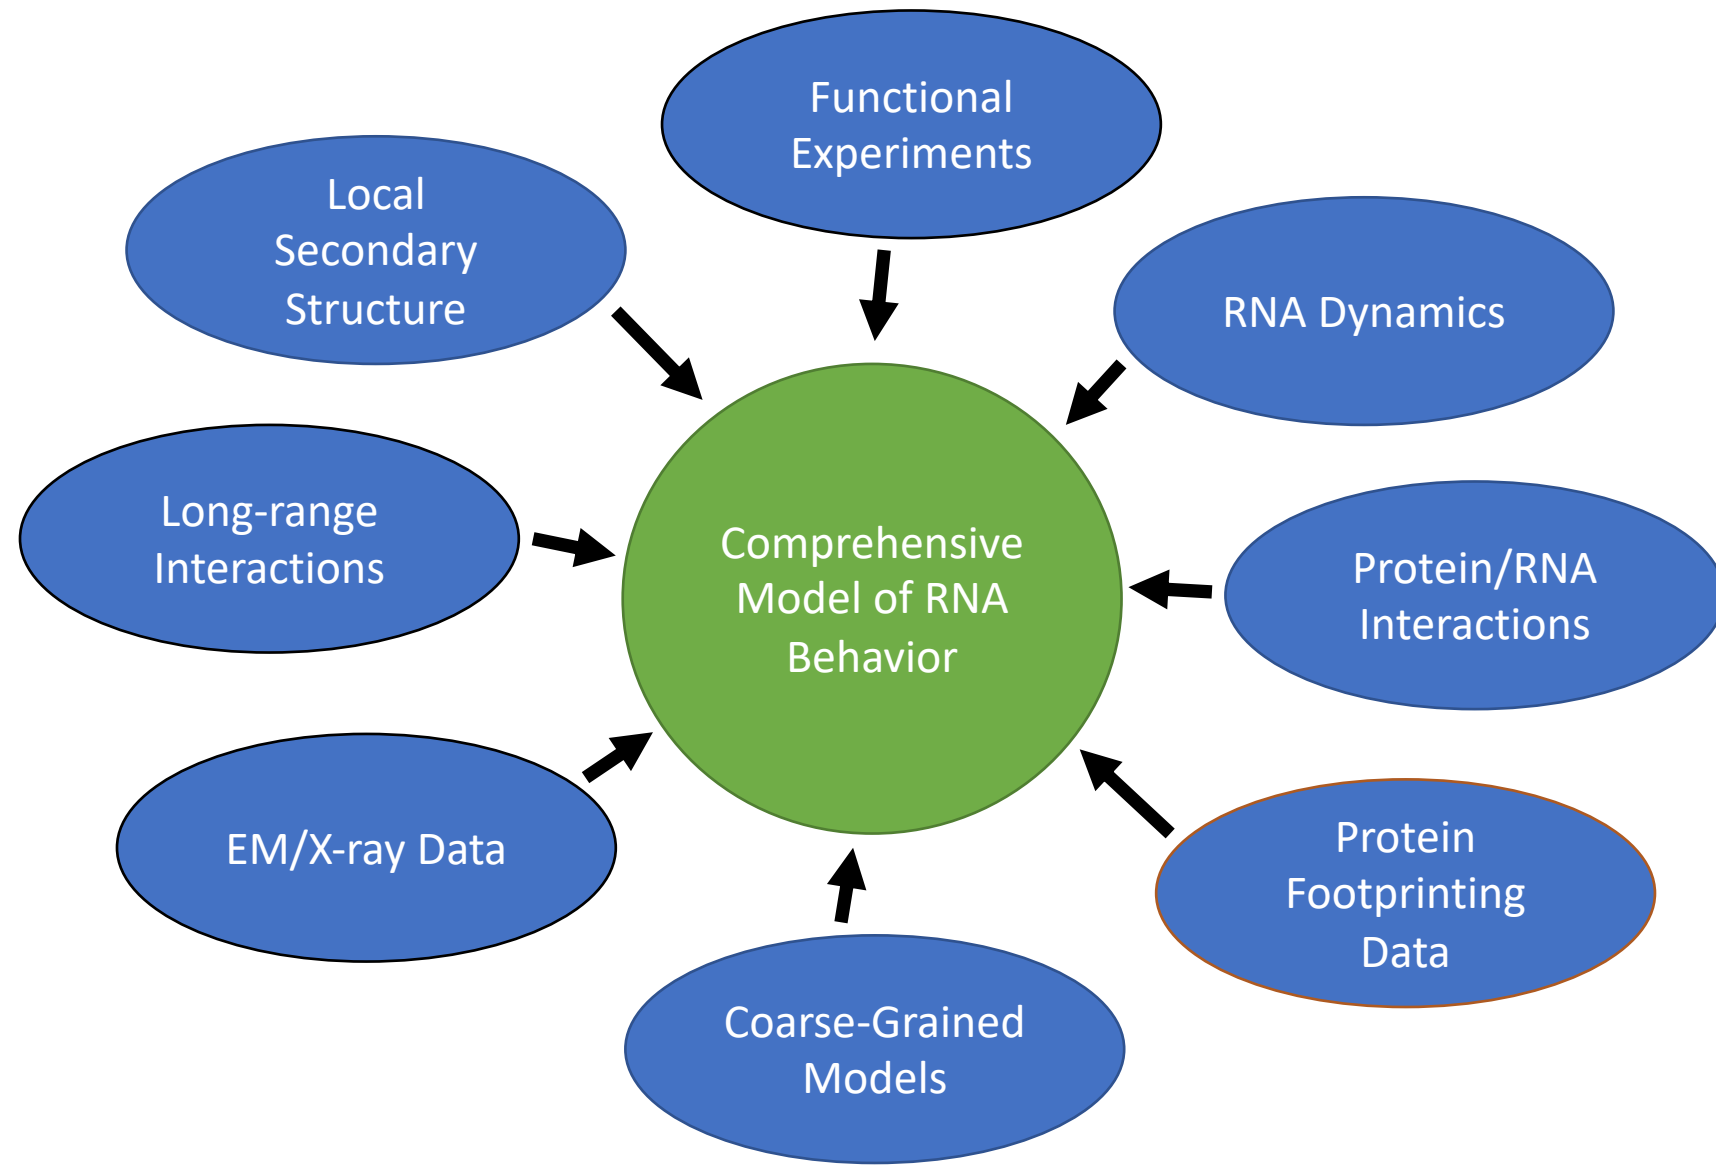 Functional
Experiments
Local
Secondary
Structure
RNA Dynamics
Long-range
Interactions
Comprehensive
Model of RNA
Behavior
Protein/RNA
Interactions
EM/X-ray Data
Protein
Footprinting
Data
Coarse-Grained
Models